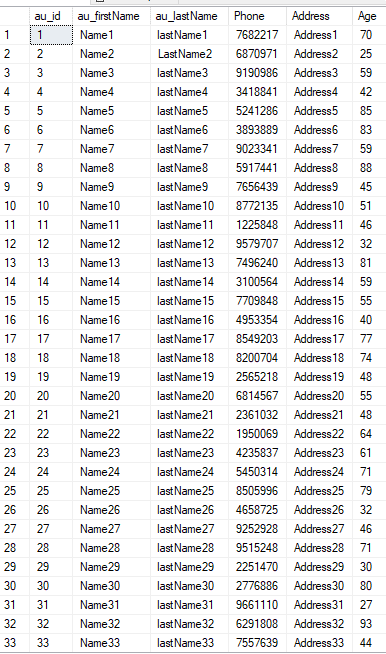 au_id au_firstName au_lastName Phone Address Age
1 1 Name1 lastName1 7682217 Address1 70
2 2 Name2 LastName2 6870971 Address2 25
3 3 Name3 lastName3 9190986 Address3 59
4 4 Name4 lastName4 3418841 Address4 42
5 5 Name5 lastName5 5241286 Address5 85
6 6 Name6 lastName6 3893889 Address6 83
7 7 Name7 lastName7 9023341 Address7 59
8 8 Name8 lastName8 5917441 Address8 88
9 9 Name9 lastName9 7656439 Address9 45
10 10 Name10 lastName10 8772135 Address10 51
11 11 Name11 lastName11 1225848 Address11 46
12 12 Name12 lastName12 9579707 Address12 32
13 13 Name13 lastName13 7496240 Address13 81
14 14 Name14 lastName14 3100564 Address14 59
15 15 Name15 lastName15 7709848 Address15 55
16 16 Name16 lastName16 4953354 Address16 40
17 17 Name17 lastName17 8549203 Address17 77
18 18 Name18 lastName18 8200704 Address18 74
19 19 Name19 lastName19 2565218 Address19 48
20 20 Name20 lastName20 6814567 Address20 55
21 21 Name21 lastName21 2361032 Address21 48
22 22 Name22 lastName22 1950069 Address22 64
23 23 Name23 lastName23 4235837 Address23 61
24 24 Name24 lastName24 5450314 Address24 71
25 25 Name25 lastName25 8505996 Address25 79
26 26 Name26 lastName26 4658725 Address26 32
27 27 Name27 lastName27 9252928 Address27 46
28 28 Name28 lastName28 9515248 Address28 71
29 29 Name29 lastName29 2251470 Address29 30
30 30 Name30 lastName30 2776886 Address30 80
31 31 Name31 lastName31 9661110 Address31 27
32 32 Name32 lastName32 6291808 Address32 93
33 33 Name33 lastName33 7557639 Address33 44